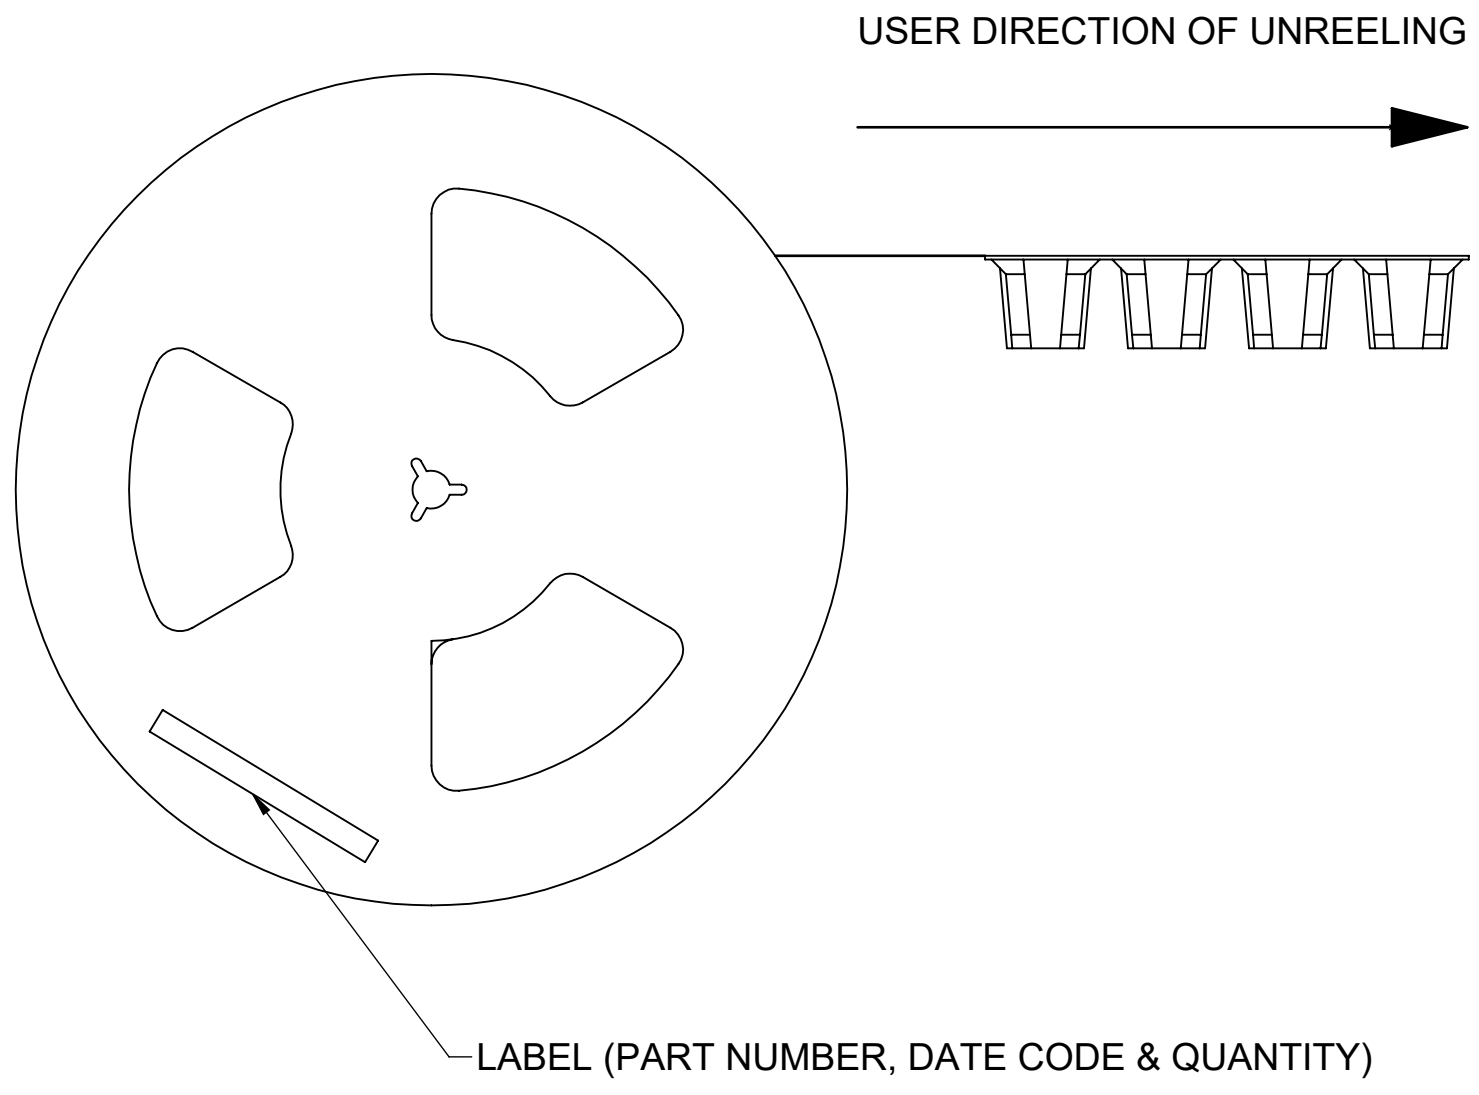 USER DIRECTION OF UNREELING
LABEL (PART NUMBER, DATE CODE & QUANTITY)